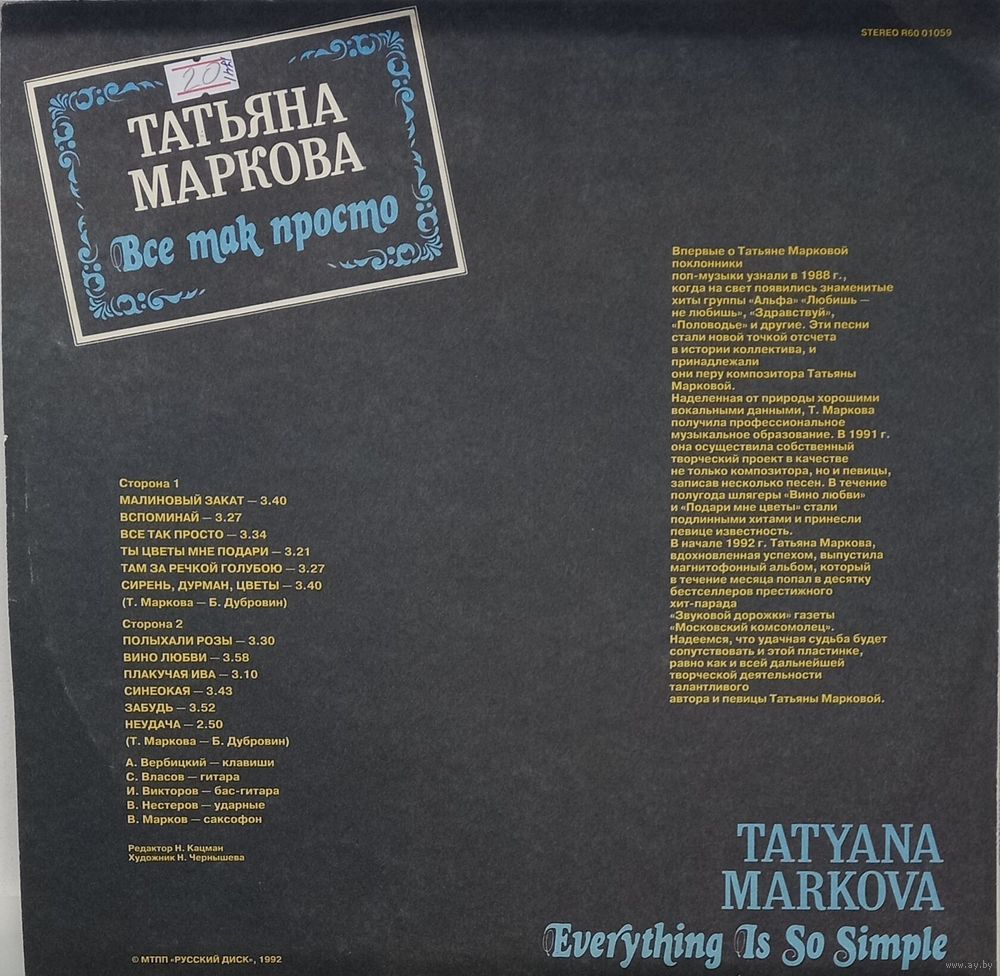 STEREO R60 01059
20
ТАТЬЯНА
МАРКОВА
Все так просто
Впервые о Татьяне Марковой
поклонники
поп-музыки узнали в 1988 г.,
когда на свет появились знаменитые
хиты группы «Альфа» «Любишь —
не любишь», «Здравствуй»,
«Половодье» и другие. Эти песни
стали новой точкой отсчета
в истории коллектива, и
принадлежали
они перу композитора Татьяны
Марковой.
Наделенная от природы хорошими
вокальными данными, Т. Маркова
получила профессиональное
музыкальное образование. В 1991 г.
она осуществила собственный
творческий проект в качестве
не только композитора, но и певицы,
записав несколько песен. В течение
полугода шлягеры «Вино любви»
и «Подари мне цветы» стали
подлинными хитами и принесли
певице известность.
В начале 1992 г. Татьяна Маркова,
вдохновленная успехом, выпустила
магнитофонный альбом, который
в течение месяца попал в десятку
бестселлеров престижного
хит-парада
«Звуковой дорожки» газеты
«Московский комсомолец».
Надеемся, что удачная судьба будет
сопутствовать и этой пластинке,
равно как и всей дальнейшей
творческой деятельности
талантливого
автора и певицы Татьяны Марковой.
Сторона 1
МАЛИНОВЫЙ ЗАКАТ — 3.40
ВСПОМИНАЙ — 3.27
ВСЕ ТАК ПРОСТО — 3.34
ТЫ ЦВЕТЫ МНЕ ПОДАРИ — 3.21
ТАМ ЗА РЕЧКОЙ ГОЛУБОЮ — 3.27
СИРЕНЬ, ДУРМАН, ЦВЕТЫ — 3.40
(Т. Маркова — Б. Дубровин)
Сторона 2
ПОЛЫХАЛИ РОЗЫ — 3.30
ВИНО ЛЮБВИ — 3.58
ПЛАКУЧАЯ ИВА — 3.10
СИНЕОКАЯ — 3.43
ЗАБУДЬ — 3.52
НЕУДАЧА — 2.50
(Т. Маркова — Б. Дубровин)
А. Вербицкий — клавиши
С. Власов — гитара
И. Викторов — бас-гитара
В. Нестеров — ударные
В. Марков — саксофон
Редактор Н. Кацман
Художник Н. Чернышева
TATYANA
MARKOVA
Everything Is So Simple
© МТПП «РУССКИЙ ДИСК», 1992
www.ay.by